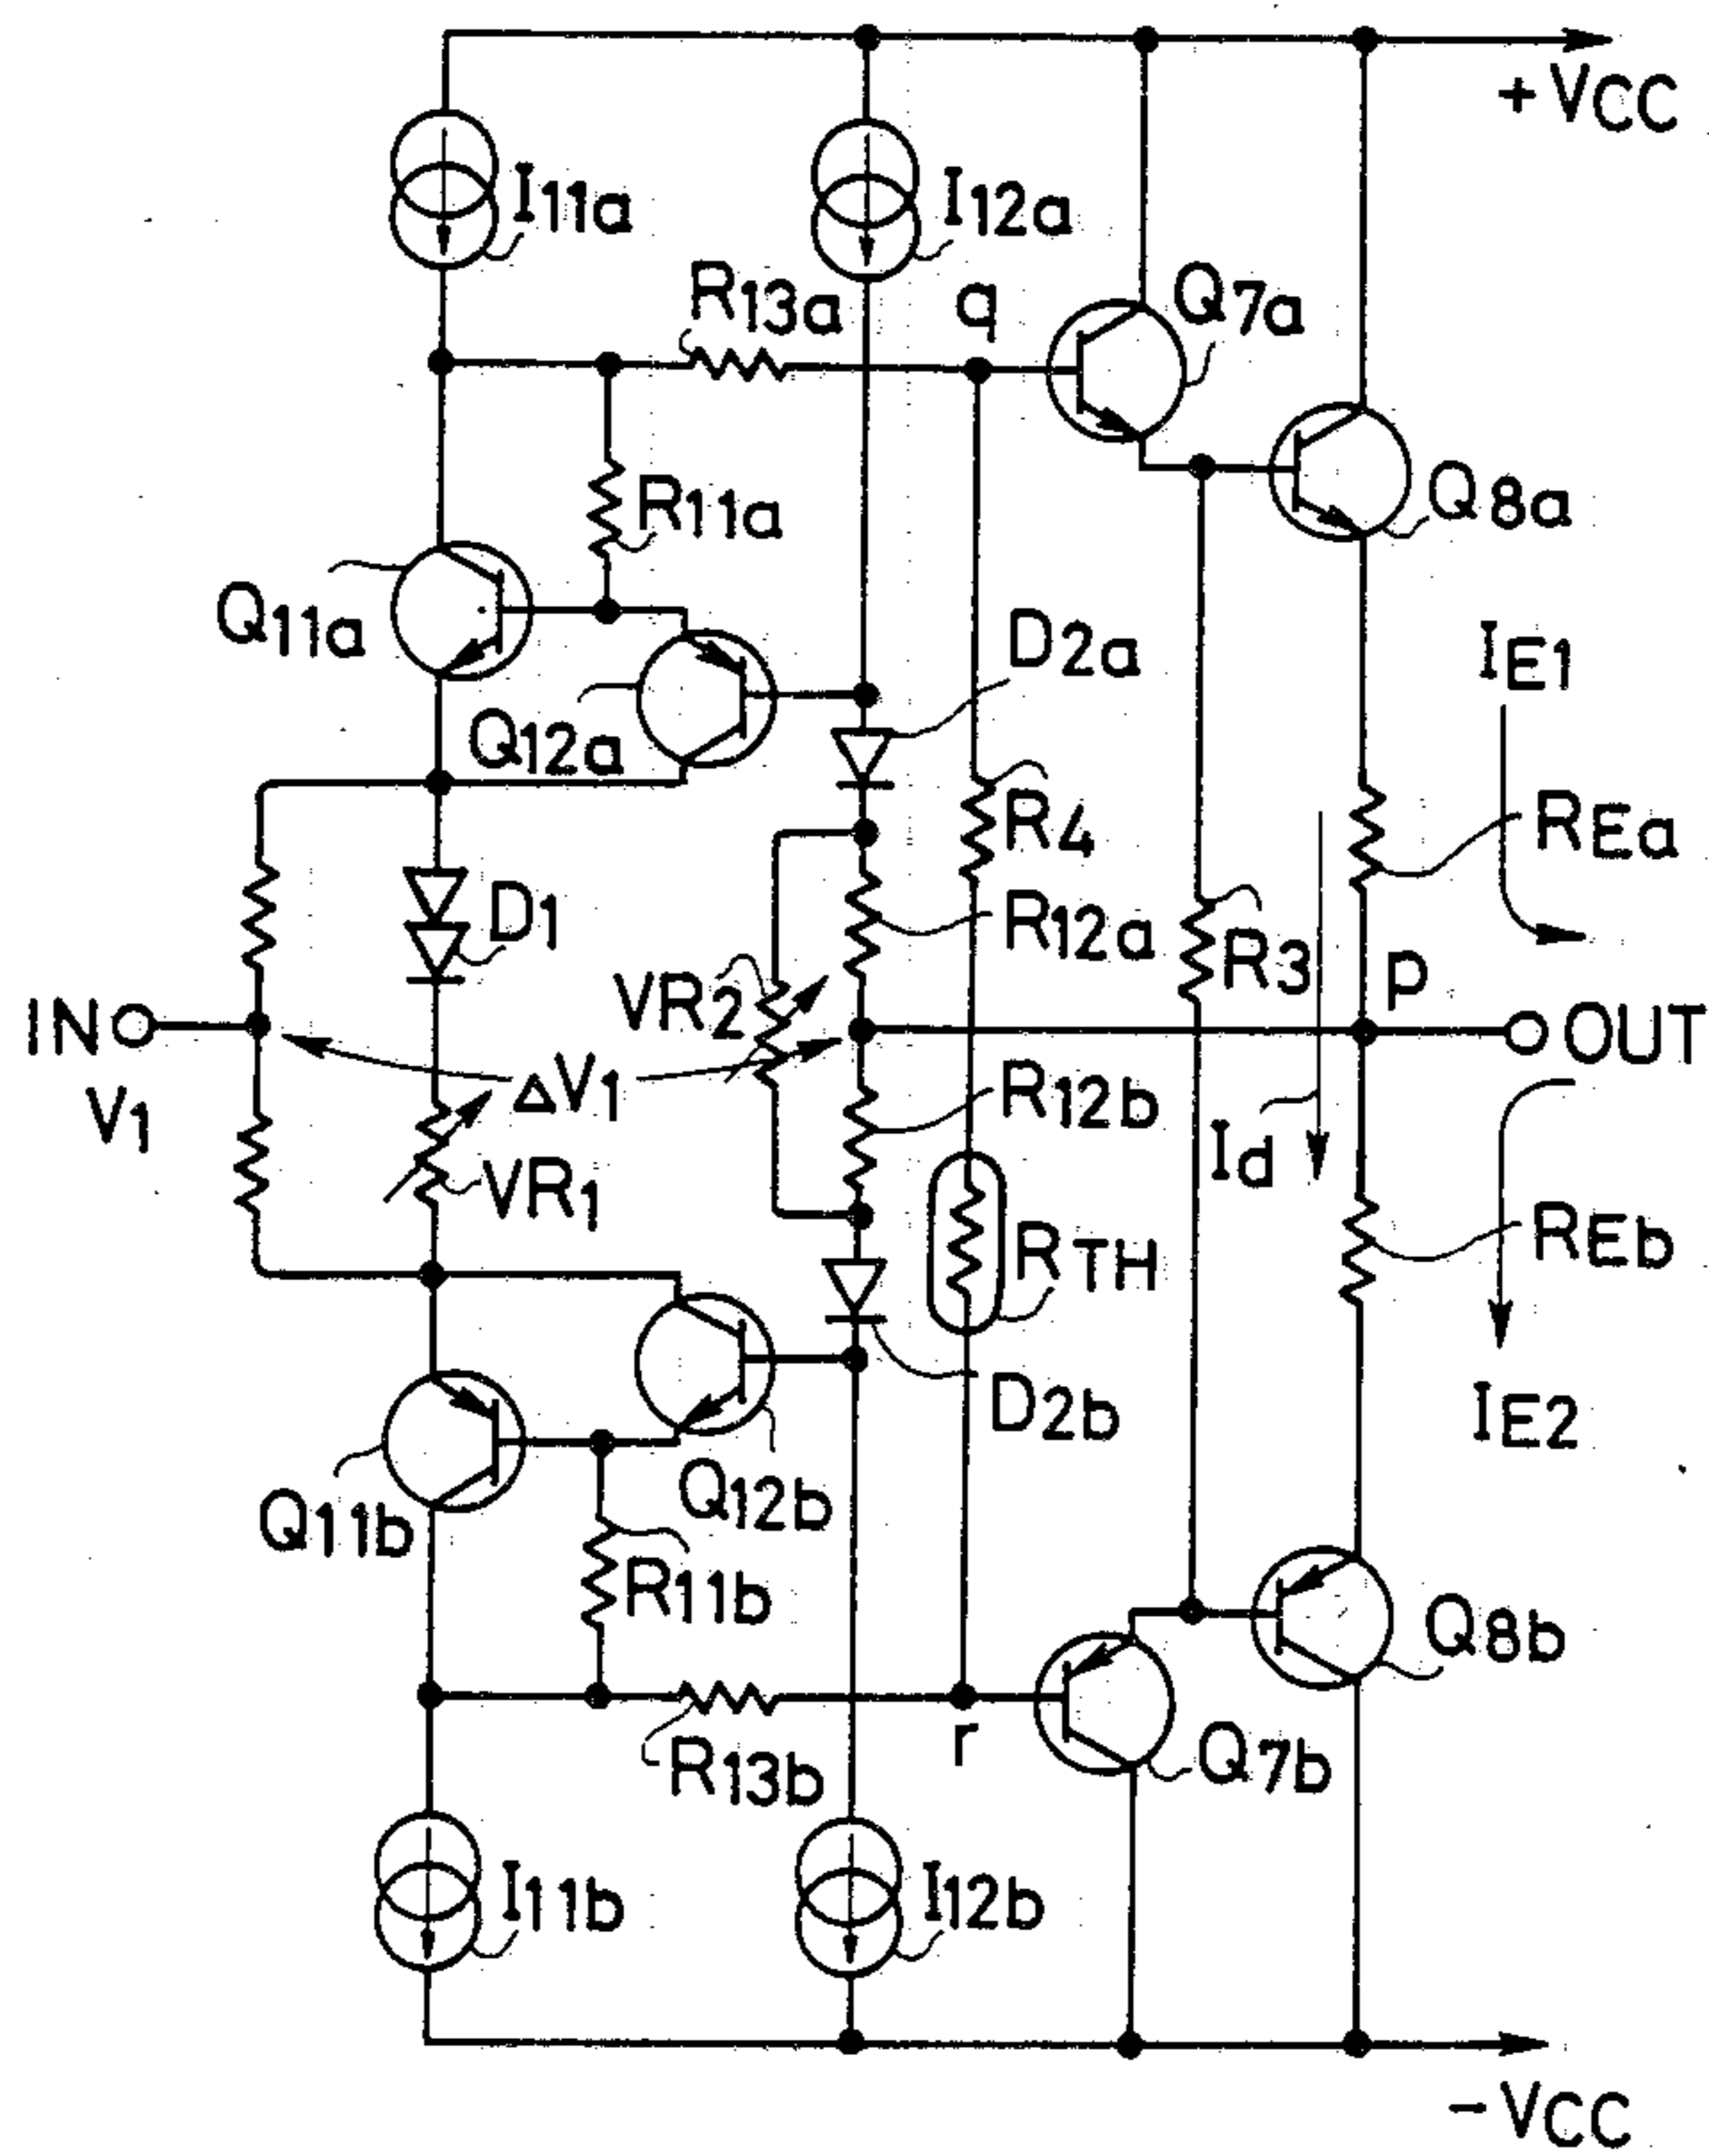 +VCC
I11a
I12a
R13a
q
Q7a
R11a
Q8a
Q11a
D2a
IE1
Q12a
R4
REa
D1
R12a
R3
p
VR2
IN
OUT
ΔV1
V1
R12b
Id
VR1
RTH
REb
D2b
IE2
Q12b
Q11b
R11b
Q8b
r
R13b
Q7b
I11b
I12b
-VCC